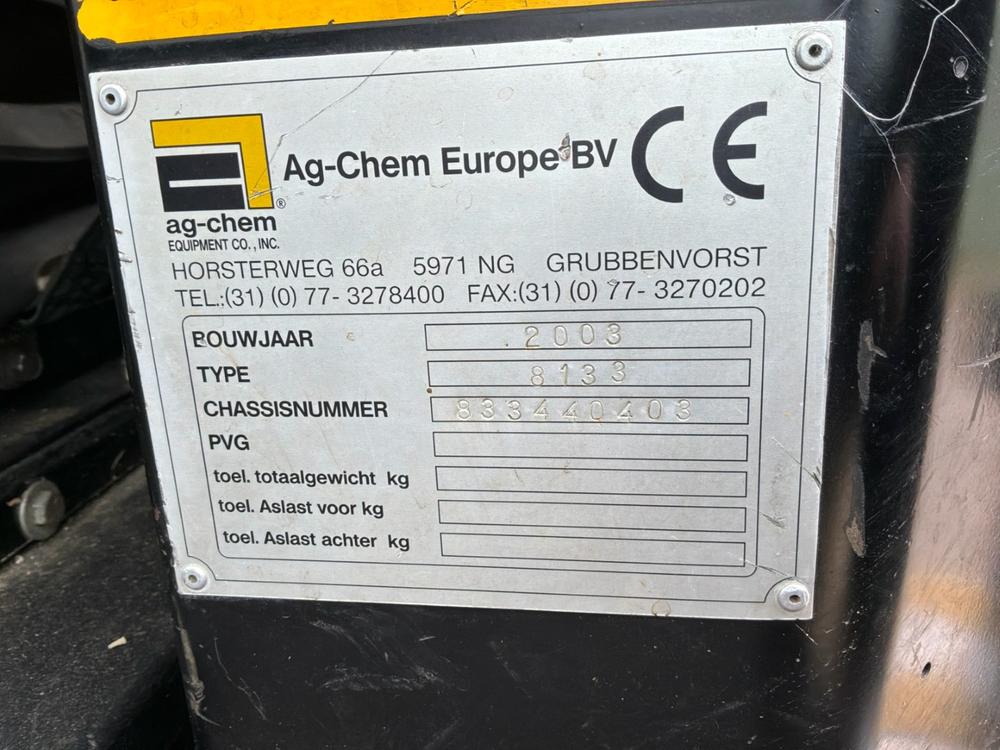 Ag-Chem Europe BV CE
ag-chem ®
EQUIPMENT CO., INC.
HORSTERWEG 66a 5971 NG GRUBBENVORST
TEL.:(31) (0) 77- 3278400 FAX:(31) (0) 77- 3270202
BOUWJAAR 2003
TYPE 8133
CHASSISNUMMER 833440403
PVG
toel. totaalgewicht kg
toel. Aslast voor kg
toel. Aslast achter kg